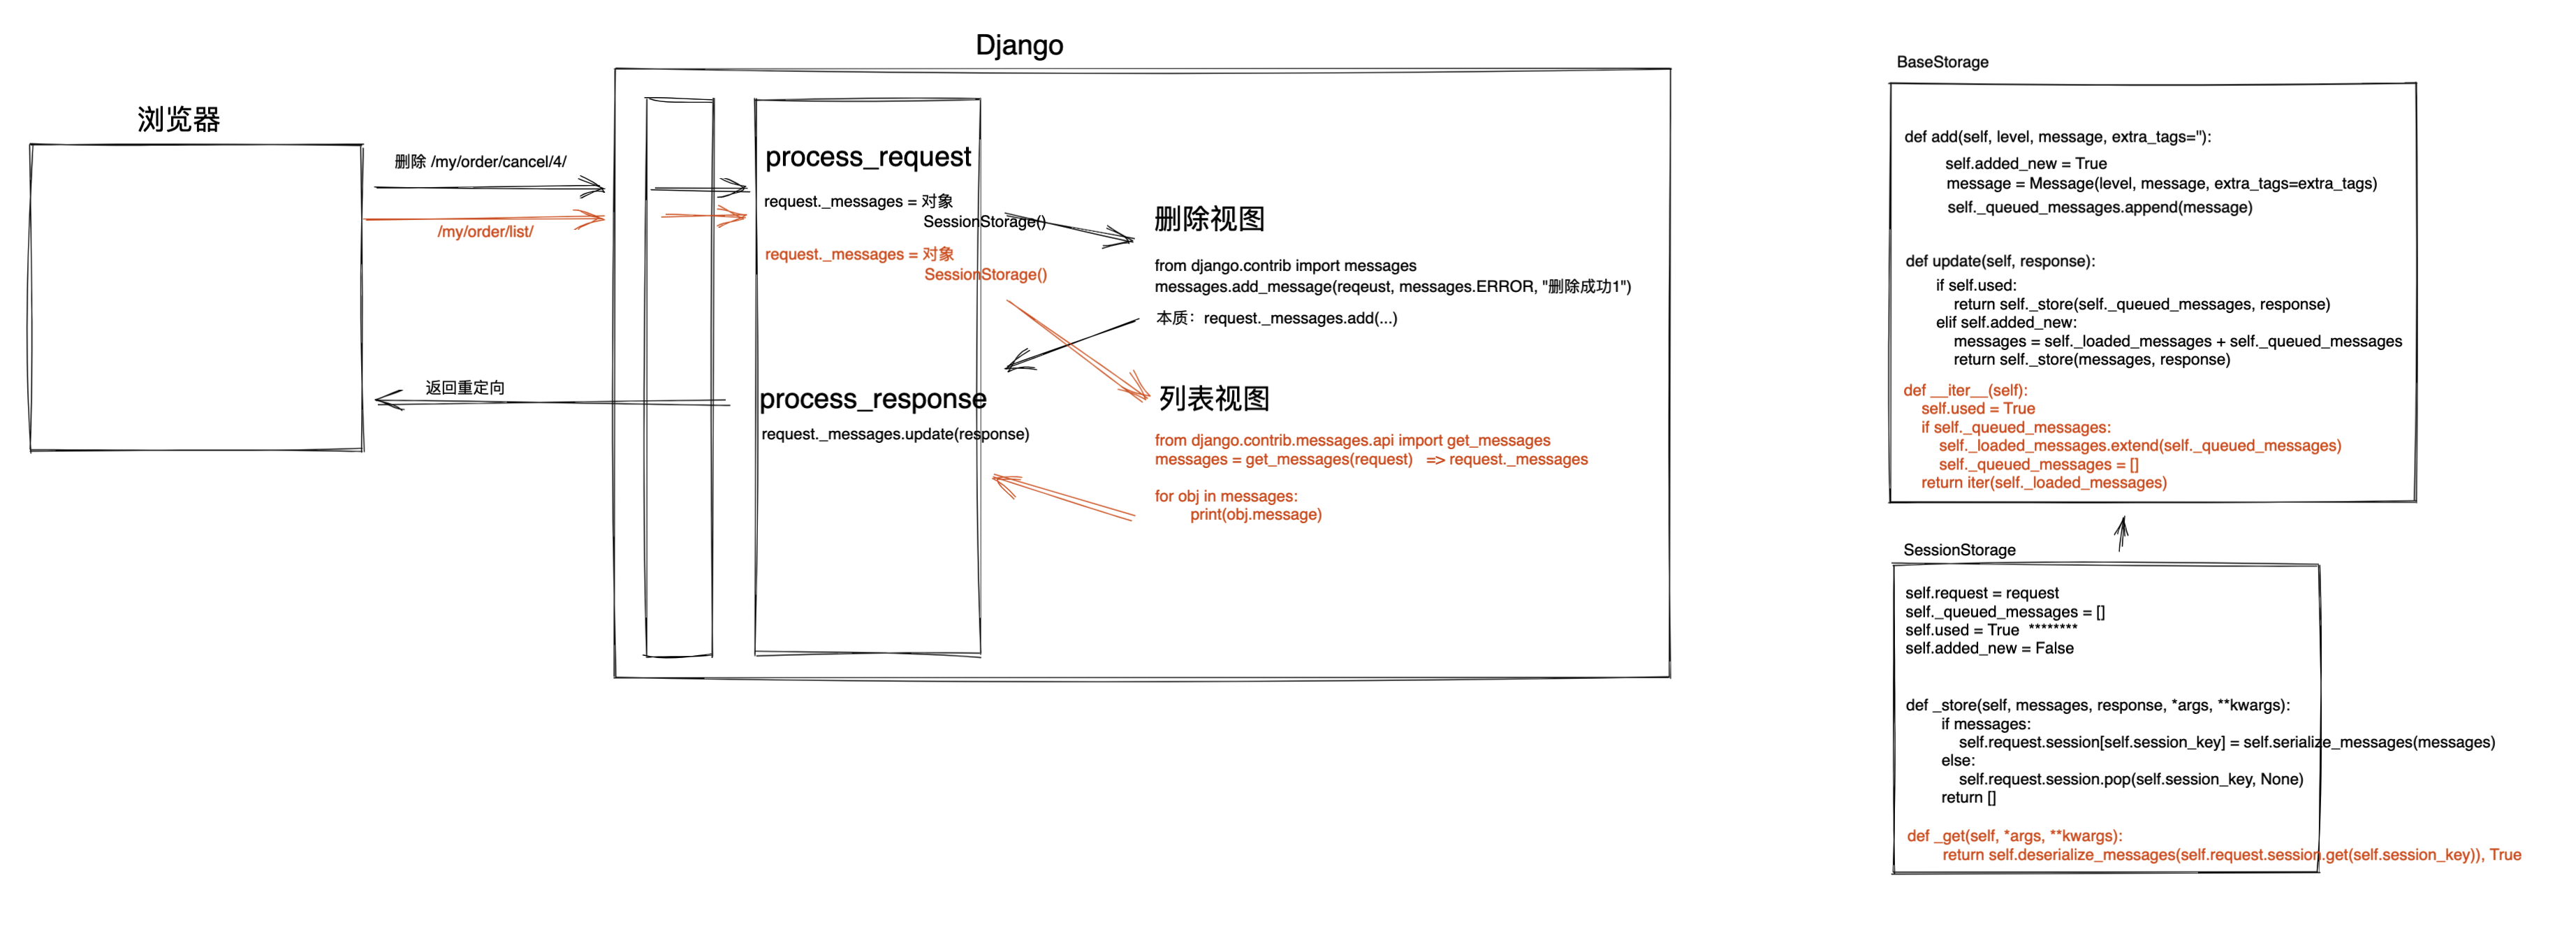 Django
浏览器
删除 /my/order/cancel/4/
/my/order/list/
返回重定向
process_request
request._messages = 对象
SessionStorage()
request._messages = 对象
SessionStorage()
process_response
request._messages.update(response)
删除视图
from django.contrib import messages
messages.add_message(reqeust, messages.ERROR, "删除成功1")
本质：request._messages.add(...)
列表视图
from django.contrib.messages.api import get_messages
messages = get_messages(request) => request._messages
for obj in messages:
print(obj.message)
BaseStorage
def add(self, level, message, extra_tags=''):
self.added_new = True
message = Message(level, message, extra_tags=extra_tags)
self._queued_messages.append(message)
def update(self, response):
if self.used:
return self._store(self._queued_messages, response)
elif self.added_new:
messages = self._loaded_messages + self._queued_messages
return self._store(messages, response)
def __iter__(self):
self.used = True
if self._queued_messages:
self._loaded_messages.extend(self._queued_messages)
self._queued_messages = []
return iter(self._loaded_messages)
SessionStorage
self.request = request
self._queued_messages = []
self.used = True ********
self.added_new = False
def _store(self, messages, response, *args, **kwargs):
if messages:
self.request.session[self.session_key] = self.serialize_messages(messages)
else:
self.request.session.pop(self.session_key, None)
return []
def _get(self, *args, **kwargs):
return self.deserialize_messages(self.request.session.get(self.session_key)), True